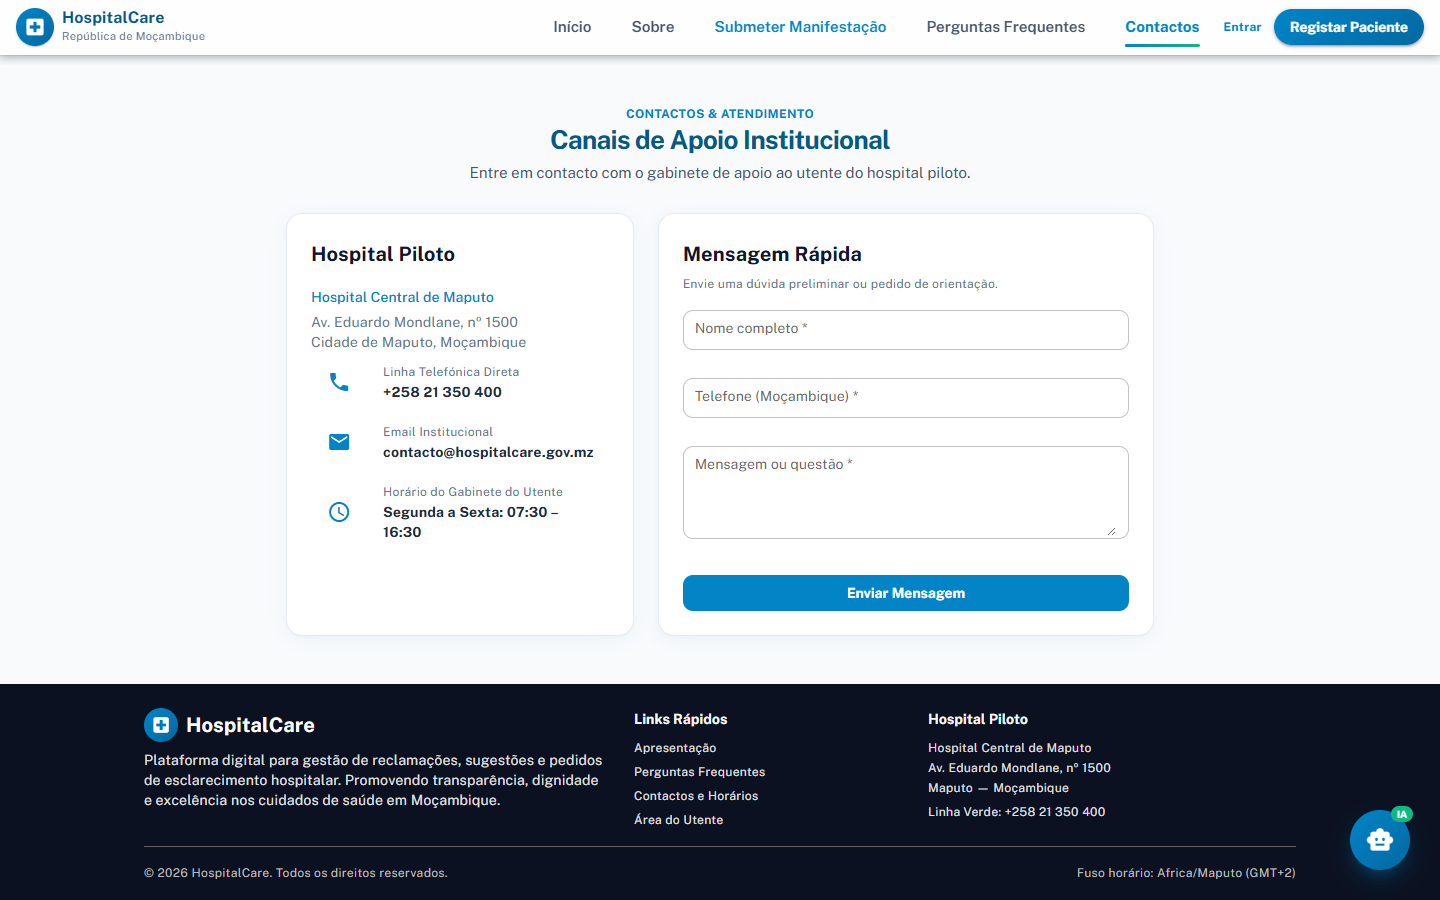 HospitalCare
República de Moçambique
Início
Sobre
Submeter Manifestação
Perguntas Frequentes
Contactos
Entrar
Registar Paciente
CONTACTOS & ATENDIMENTO
Canais de Apoio Institucional
Entre em contacto com o gabinete de apoio ao utente do hospital piloto.
Hospital Piloto
Hospital Central de Maputo
Av. Eduardo Mondlane, nº 1500
Cidade de Maputo, Moçambique
Linha Telefónica Direta
+258 21 350 400
Email Institucional
contacto@hospitalcare.gov.mz
Horário do Gabinete do Utente
Segunda a Sexta: 07:30 –
16:30
Mensagem Rápida
Envie uma dúvida preliminar ou pedido de orientação.
Nome completo *
Telefone (Moçambique) *
Mensagem ou questão *
Enviar Mensagem
HospitalCare
Plataforma digital para gestão de reclamações, sugestões e pedidos
de esclarecimento hospitalar. Promovendo transparência, dignidade
e excelência nos cuidados de saúde em Moçambique.
Links Rápidos
Apresentação
Perguntas Frequentes
Contactos e Horários
Área do Utente
Hospital Piloto
Hospital Central de Maputo
Av. Eduardo Mondlane, nº 1500
Maputo — Moçambique
Linha Verde: +258 21 350 400
IA
© 2026 HospitalCare. Todos os direitos reservados.
Fuso horário: Africa/Maputo (GMT+2)